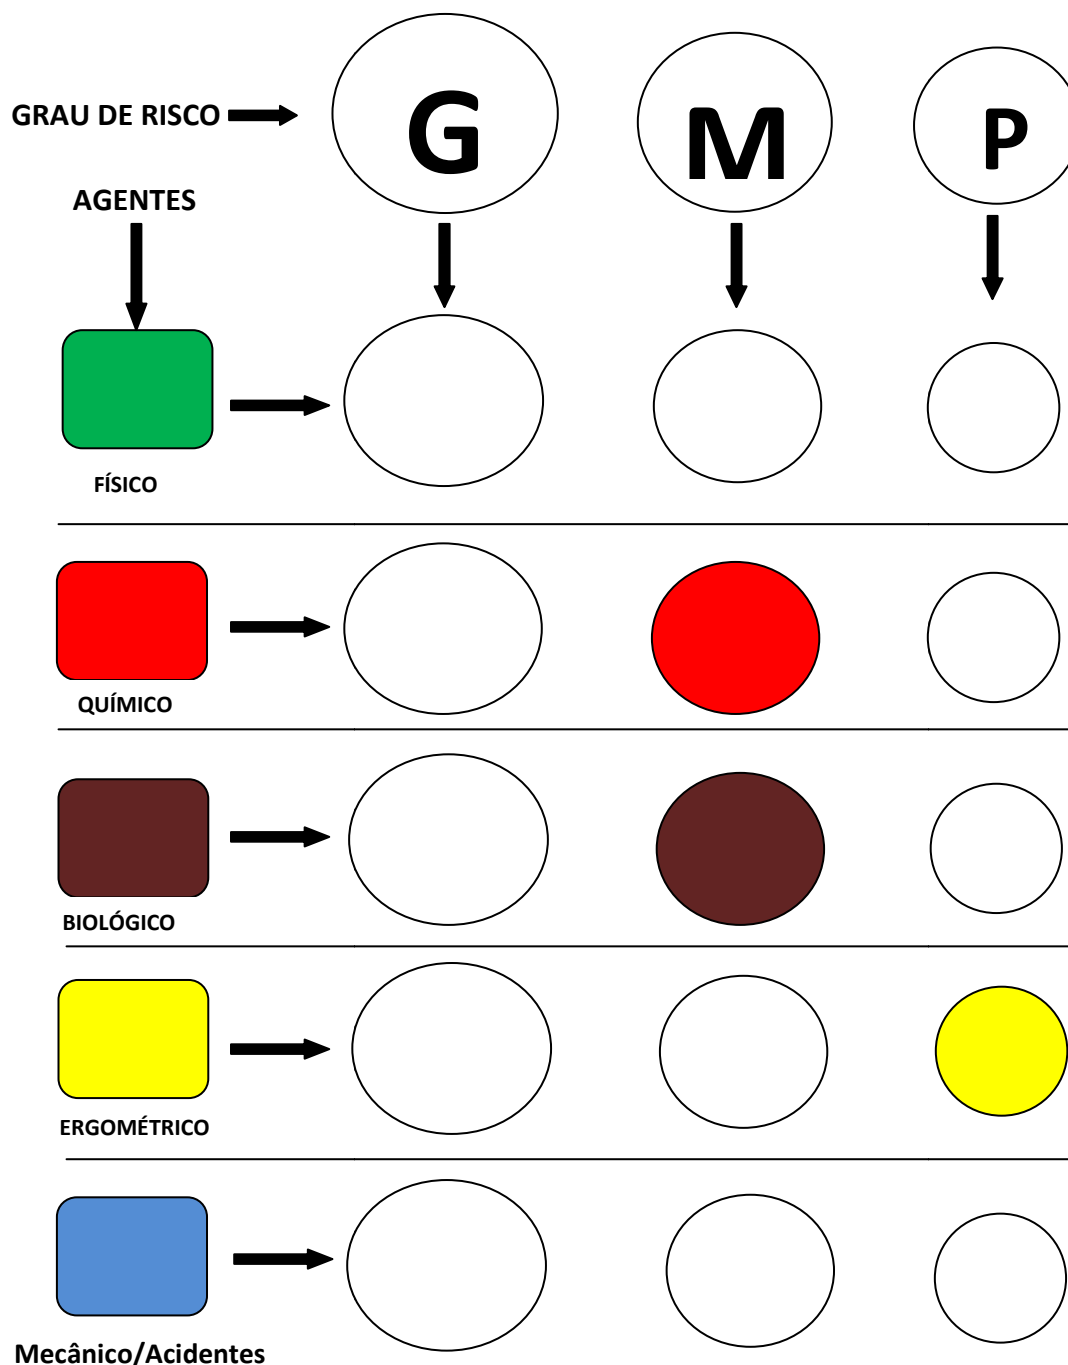 GRAU DE RISCO
G
M
P
AGENTES
FÍSICO
QUÍMICO
BIOLÓGICO
ERGOMÉTRICO
Mecânico/Acidentes